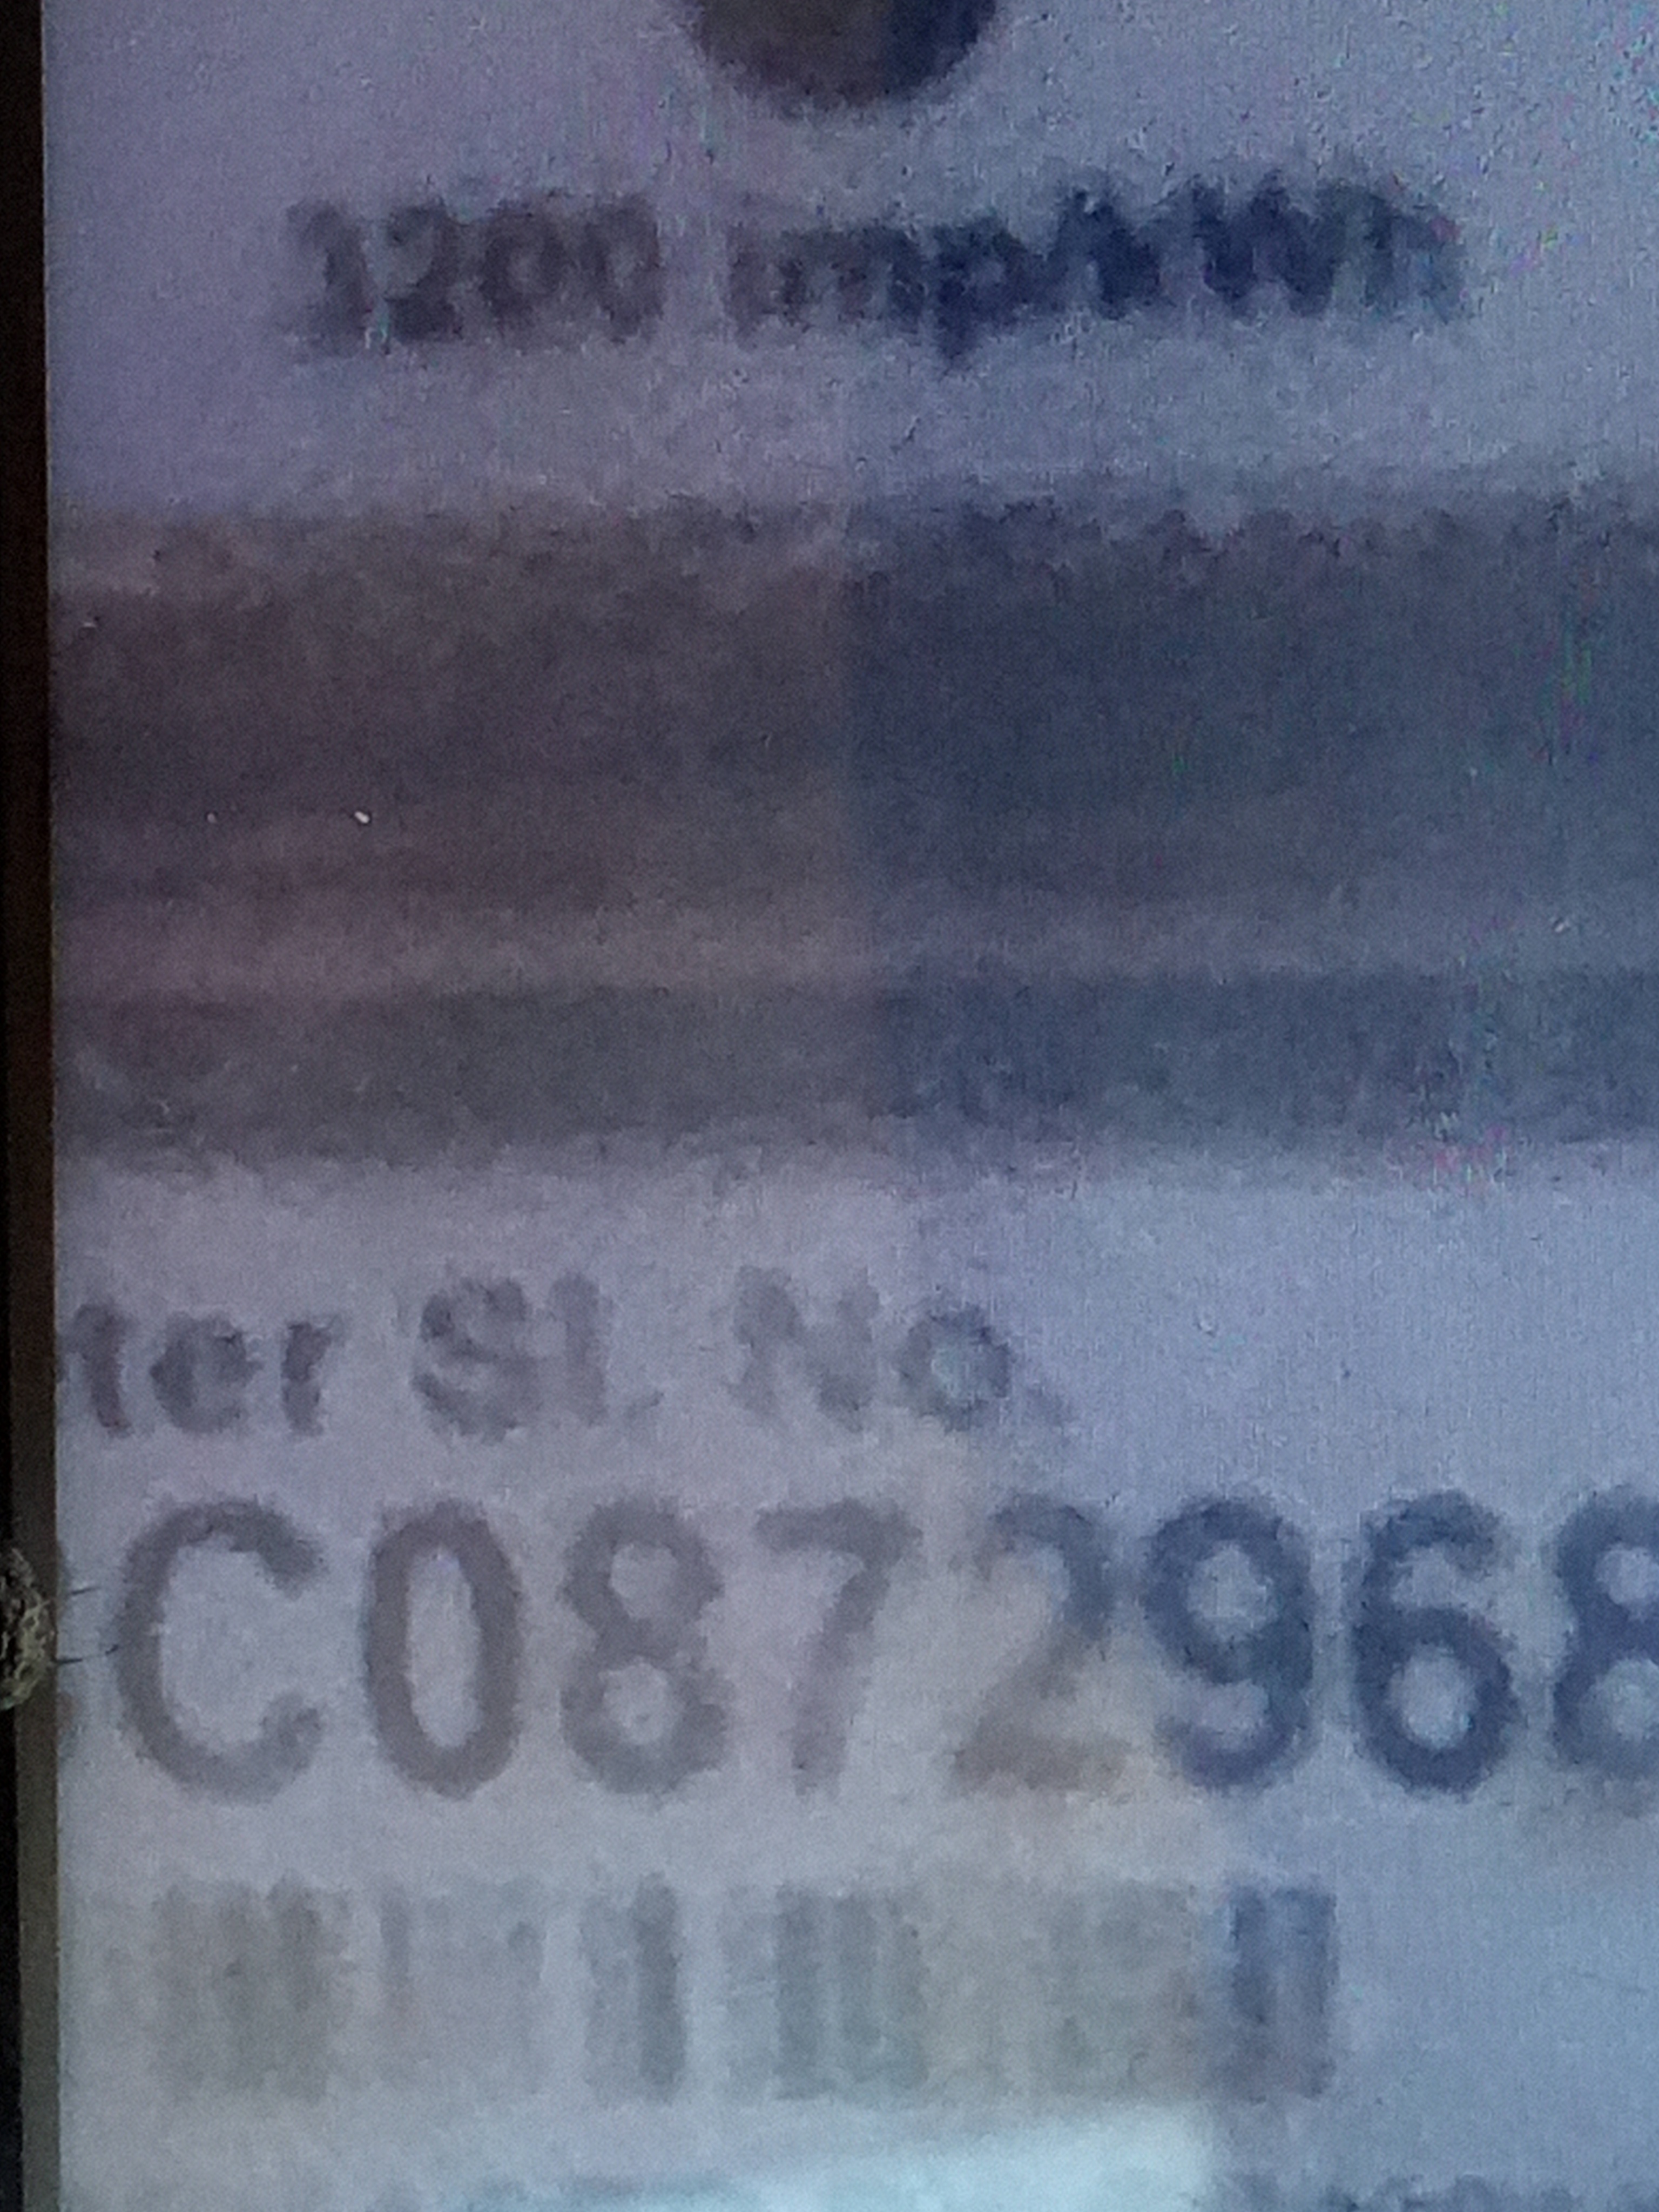 1200 imp/kWh
ter Sl. No.
C0872968